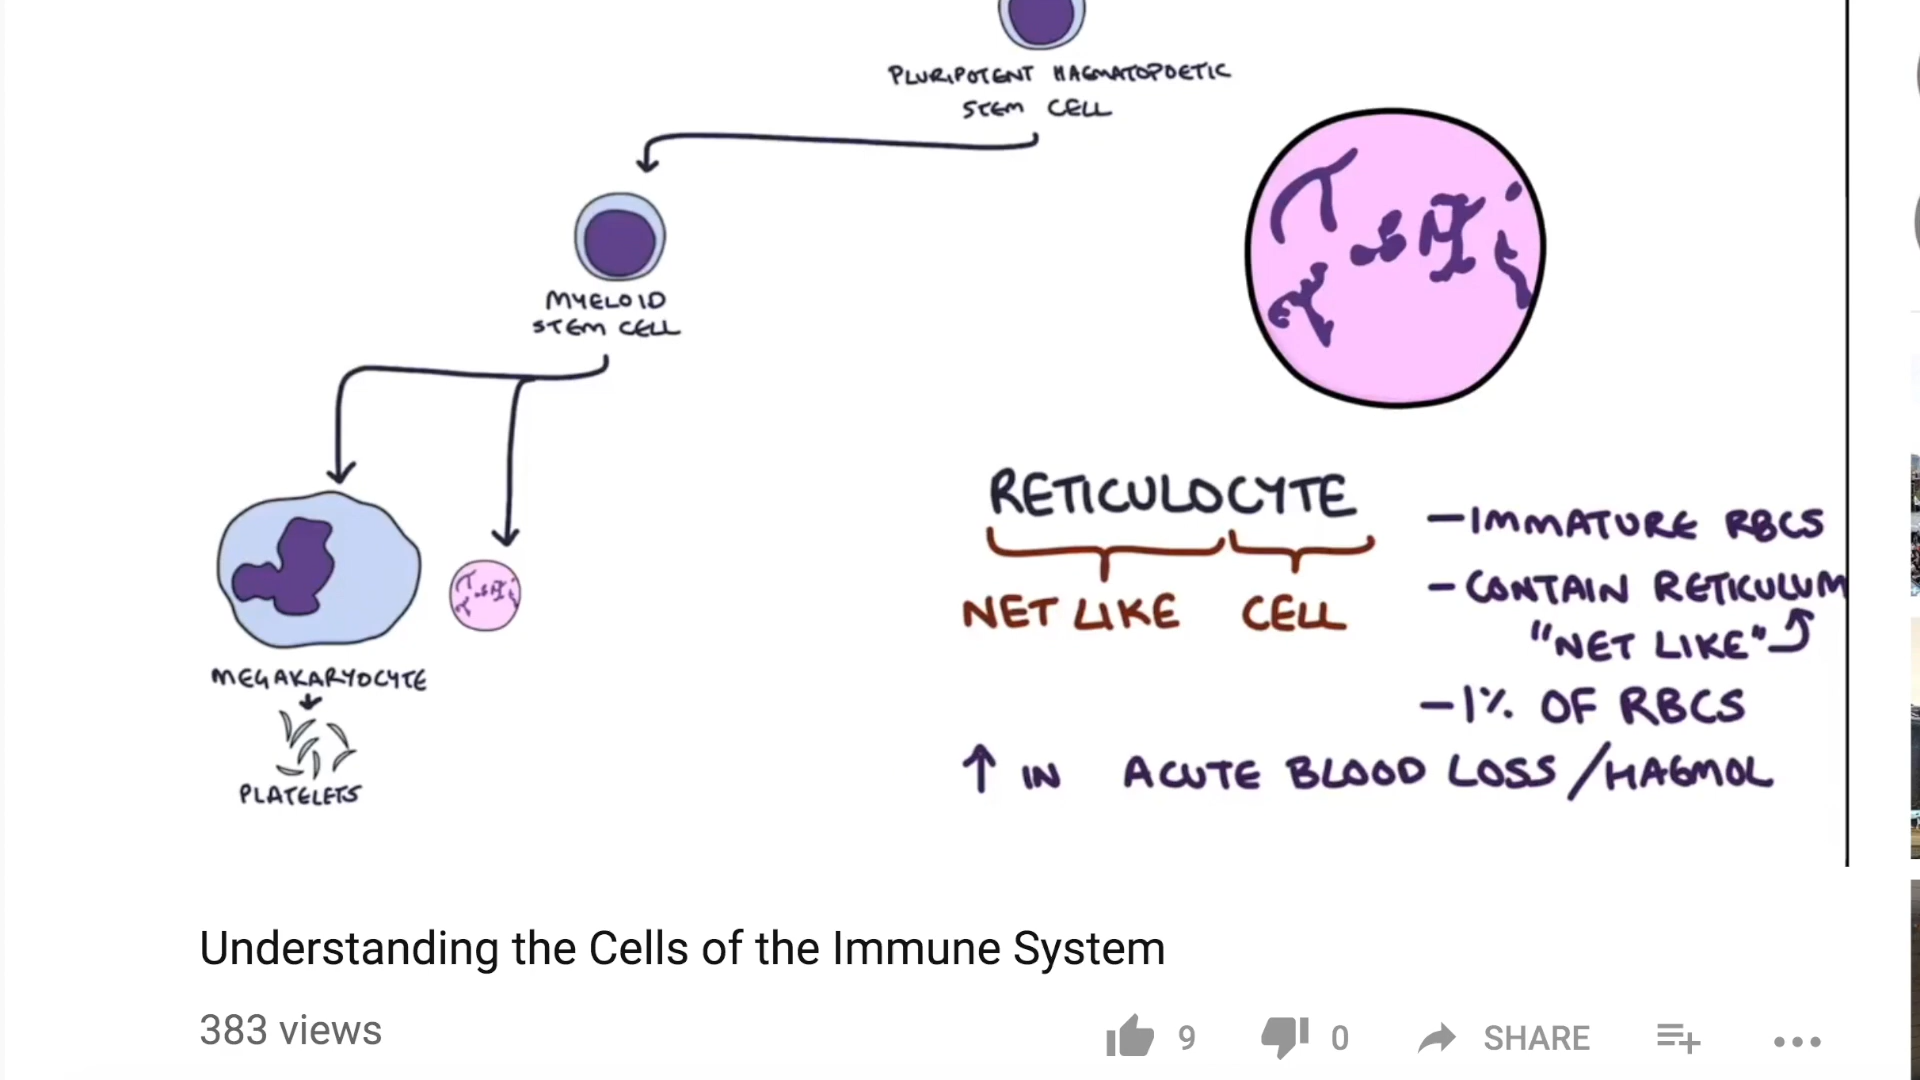 PLURIPOTENT HAEMATOPOETIC
STEM CELL
MYELOID
STEM CELL
MEGAKARYOCYTE
PLATELETS
RETICULOCYTE
NET LIKE CELL
- IMMATURE RBCS
- CONTAIN RETICULUM
"NET LIKE"
- 1% OF RBCS
↑ IN ACUTE BLOOD LOSS / HAEMOL
Understanding the Cells of the Immune System
383 views
9
0
SHARE